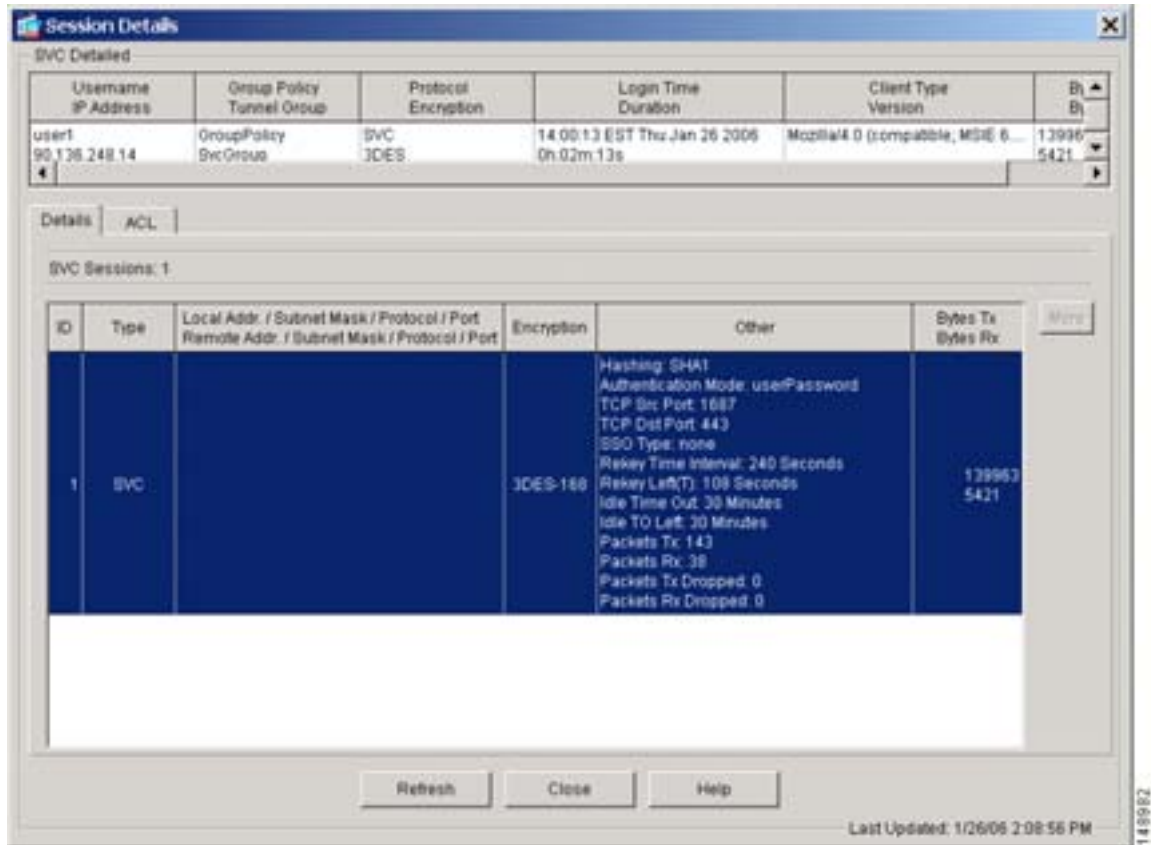 Session Details
SVC Detailed
Username
IP Address
Group Policy
Tunnel Group
Protocol
Encryption
Login Time
Duration
Client Type
Version
By
By
user1
90.136.248.14
GroupPolicy
SvcGroup
SVC
3DES
14:00:13 EST Thu Jan 26 2006
0h:02m:13s
Mozilla/4.0 (compatible; MSIE 6...
13996
5421
Details
ACL
SVC Sessions: 1
ID
Type
Local Addr. / Subnet Mask / Protocol / Port
Remote Addr. / Subnet Mask / Protocol / Port
Encryption
Other
Bytes Tx
Bytes Rx
More
1
SVC
3DES-168
Hashing: SHA1
Authentication Mode: userPassword
TCP Src Port: 1687
TCP Dst Port: 443
SSO Type: none
Rekey Time Interval: 240 Seconds
Rekey Left(T): 108 Seconds
Idle Time Out: 30 Minutes
Idle TO Left: 30 Minutes
Packets Tx: 143
Packets Rx: 38
Packets Tx Dropped: 0
Packets Rx Dropped: 0
139963
5421
Refresh
Close
Help
Last Updated: 1/26/06 2:08:56 PM
148982